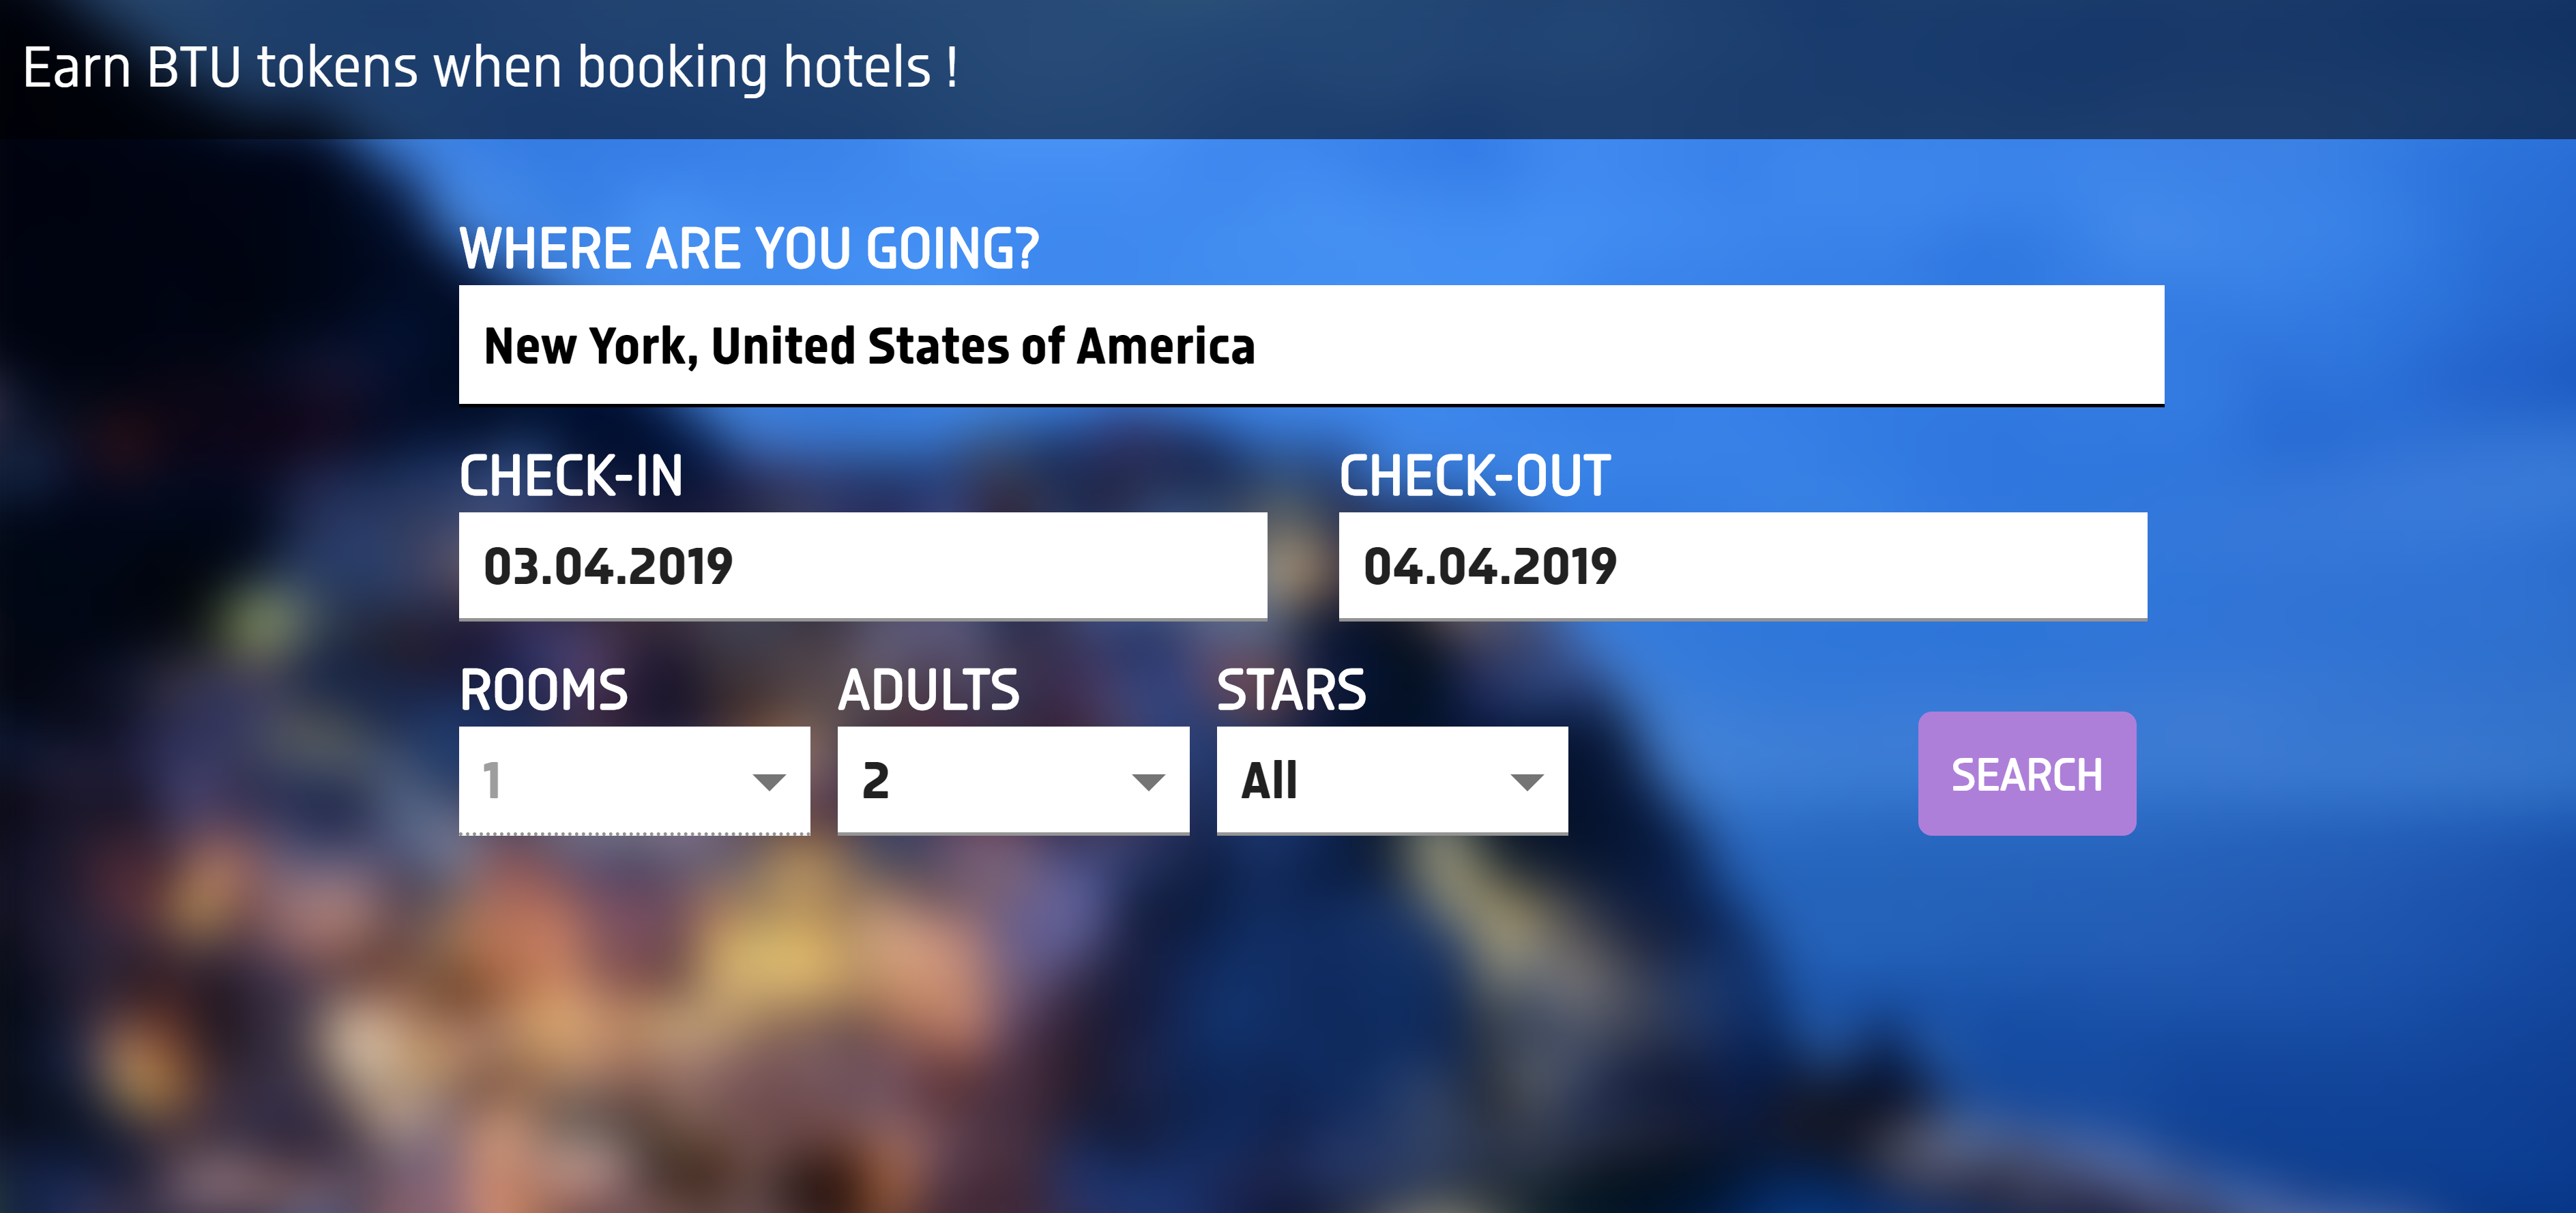 Earn BTU tokens when booking hotels !
WHERE ARE YOU GOING?
New York, United States of America
CHECK-IN CHECK-OUT
03.04.2019 04.04.2019
ROOMS ADULTS STARS
1 2 All SEARCH